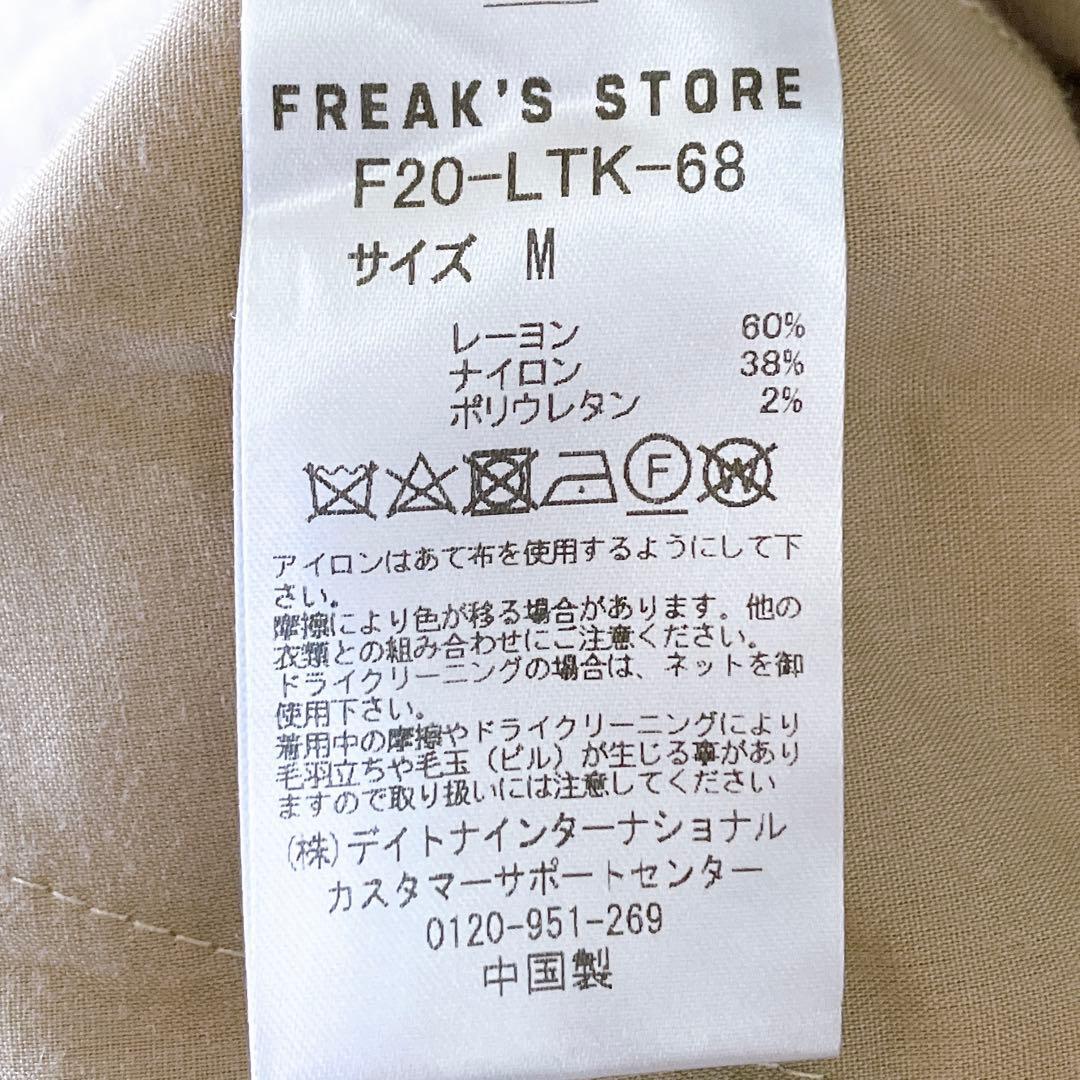 FREAK'S STORE
F20-LTK-68
サイズ M
レーヨン 60%
ナイロン 38%
ポリウレタン 2%
F W
アイロンはあて布を使用するようにして下
さい。
摩擦により色が移る場合があります。他の
衣類との組み合わせにご注意ください。
ドライクリーニングの場合は、ネットを御
使用下さい。
着用中の摩擦やドライクリーニングにより
毛羽立ちや毛玉（ピル）が生じる事があり
ますので取り扱いには注意してください
(株)デイトナインターナショナル
カスタマーサポートセンター
0120-951-269
中国製